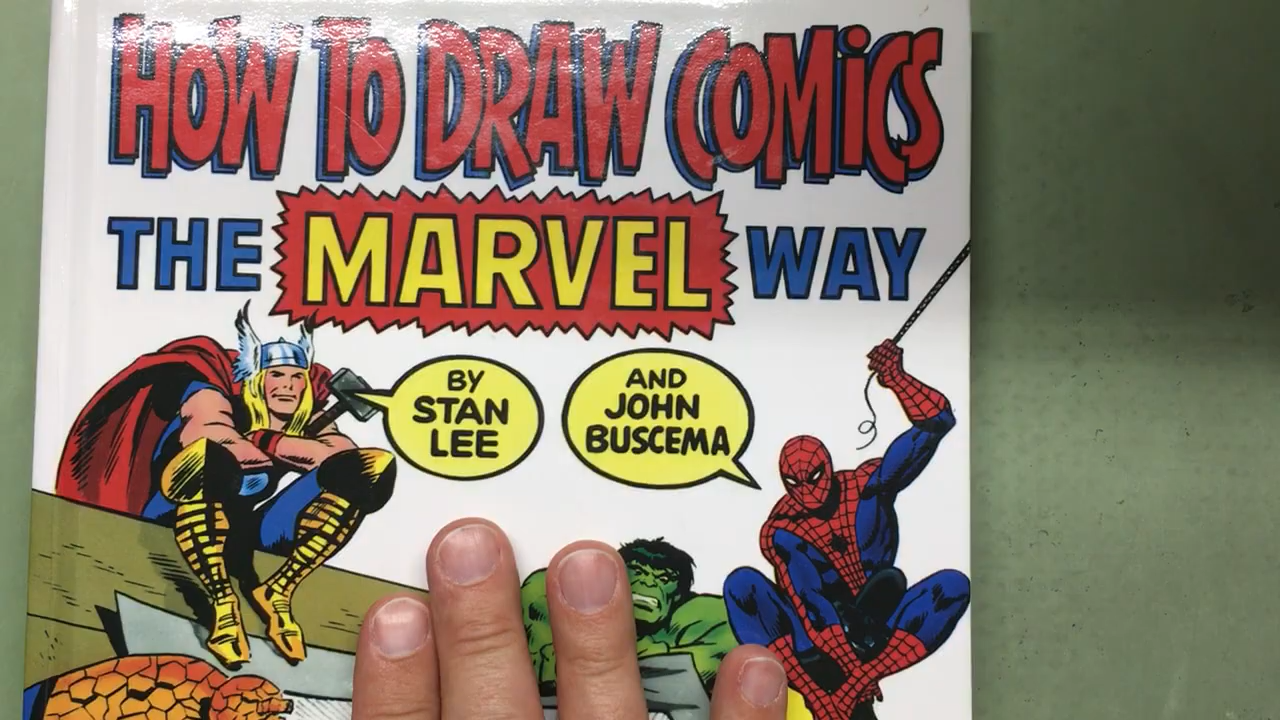 HOW TO DRAW COMICS
THE MARVEL WAY
BY
STAN
LEE
AND
JOHN
BUSCEMA